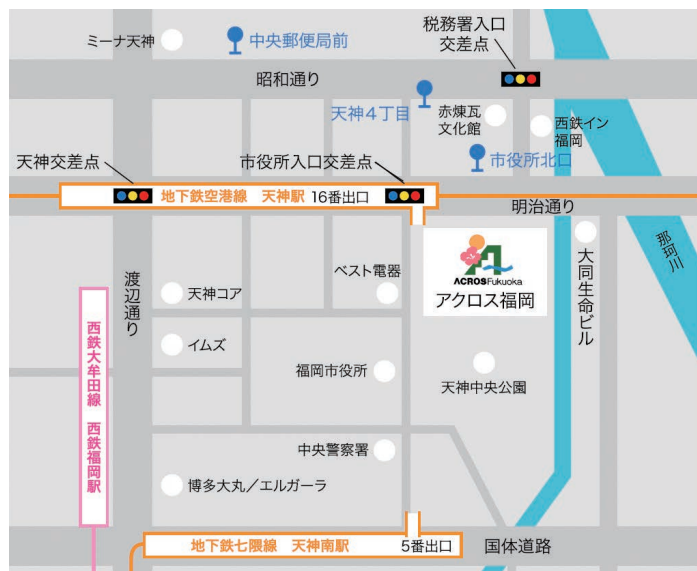 ミーナ天神
中央郵便局前
税務署入口
交差点
昭和通り
天神4丁目
赤煉瓦
文化館
西鉄イン
福岡
天神交差点
市役所入口交差点
市役所北口
地下鉄空港線 天神駅 16番出口
明治通り
那珂川
渡辺通り
天神コア
ベスト電器
ACROS Fukuoka
アクロス福岡
大同生命ビル
西鉄大牟田線 西鉄福岡駅
イムズ
福岡市役所
天神中央公園
中央警察署
博多大丸/エルガーラ
地下鉄七隈線 天神南駅 5番出口
国体道路